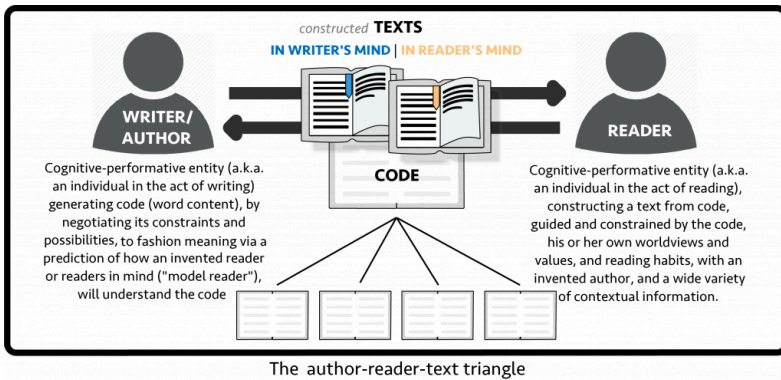 constructed TEXTS
IN WRITER'S MIND | IN READER'S MIND
WRITER/
AUTHOR
Cognitive-performative entity (a.k.a.
an individual in the act of writing)
generating code (word content), by
negotiating its constraints and
possibilities, to fashion meaning via a
prediction of how an invented reader
or readers in mind ("model reader"),
will understand the code
CODE
READER
Cognitive-performative entity (a.k.a.
an individual in the act of reading),
constructing a text from code,
guided and constrained by the code,
his or her own worldviews and
values, and reading habits, with an
invented author, and a wide variety
of contextual information.
The author-reader-text triangle